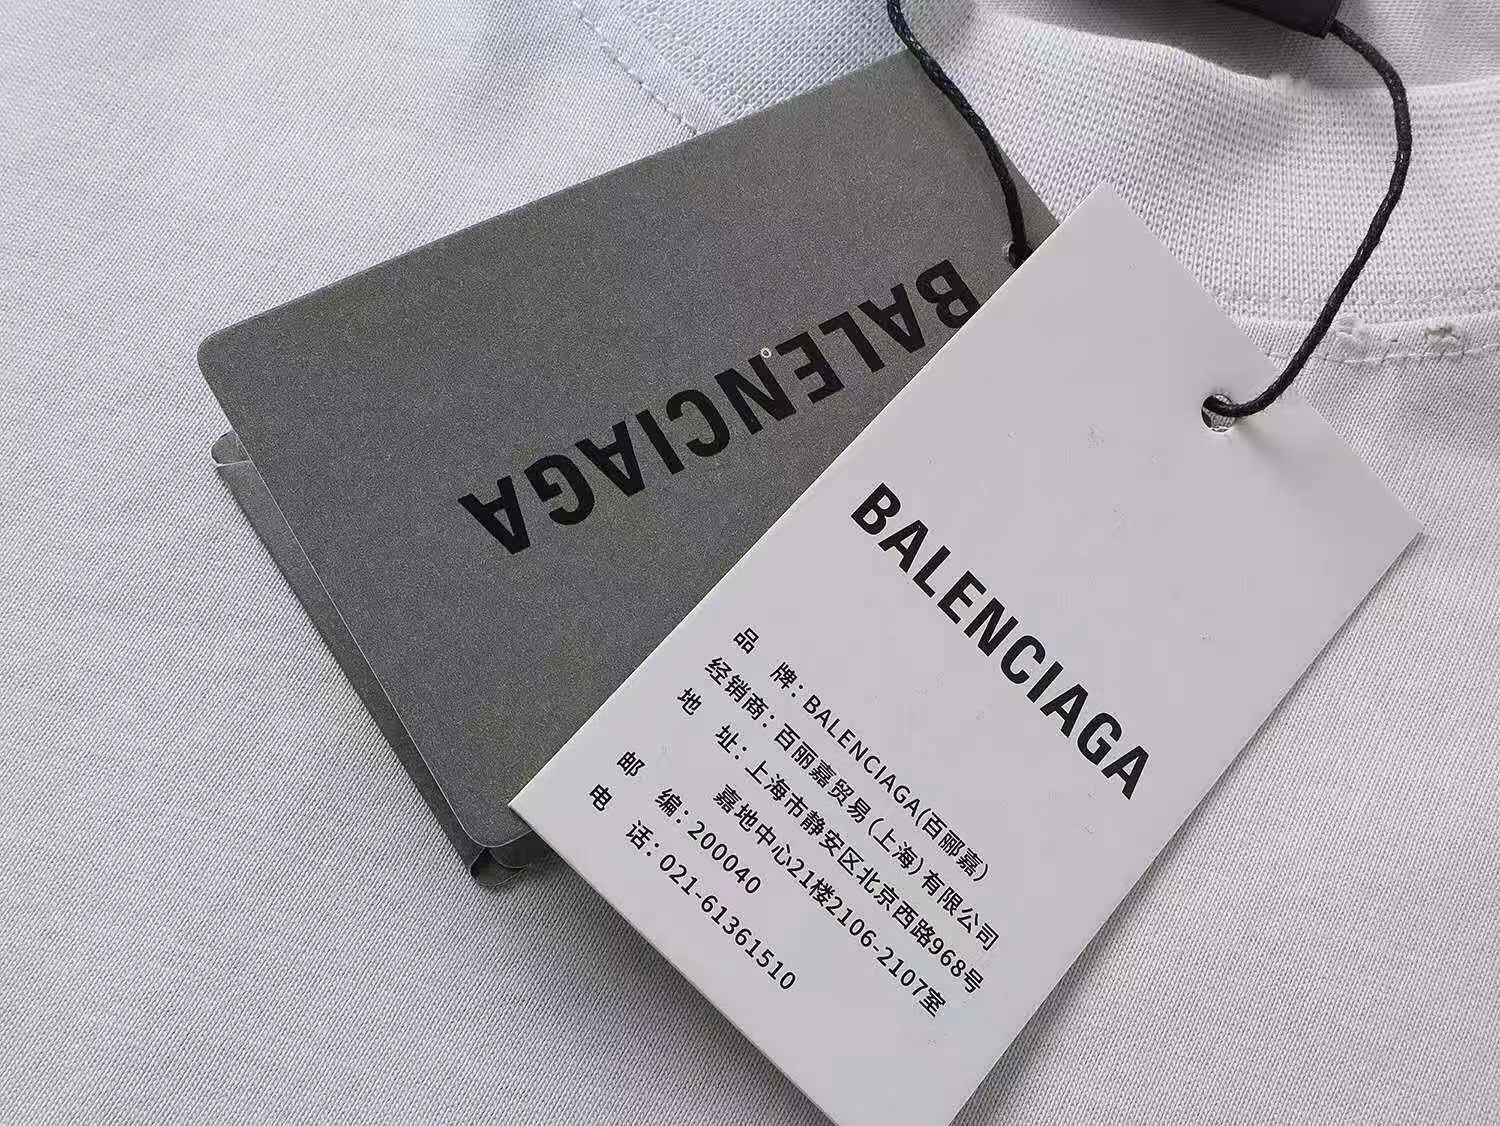 BALENCIAGA
BALENCIAGA
品 牌：BALENCIAGA(百郦嘉)
经销商：百丽嘉贸易(上海)有限公司
地 址：上海市静安区北京西路968号
嘉地中心21楼2106-2107室
邮 编：200040
电 话：021-61361510